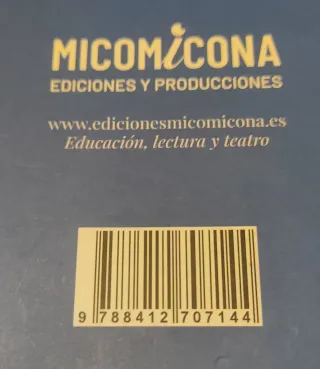 MICOMiCONA
EDICIONES Y PRODUCCIONES
www.edicionesmicomicona.es
Educación, lectura y teatro
9 788412 707144